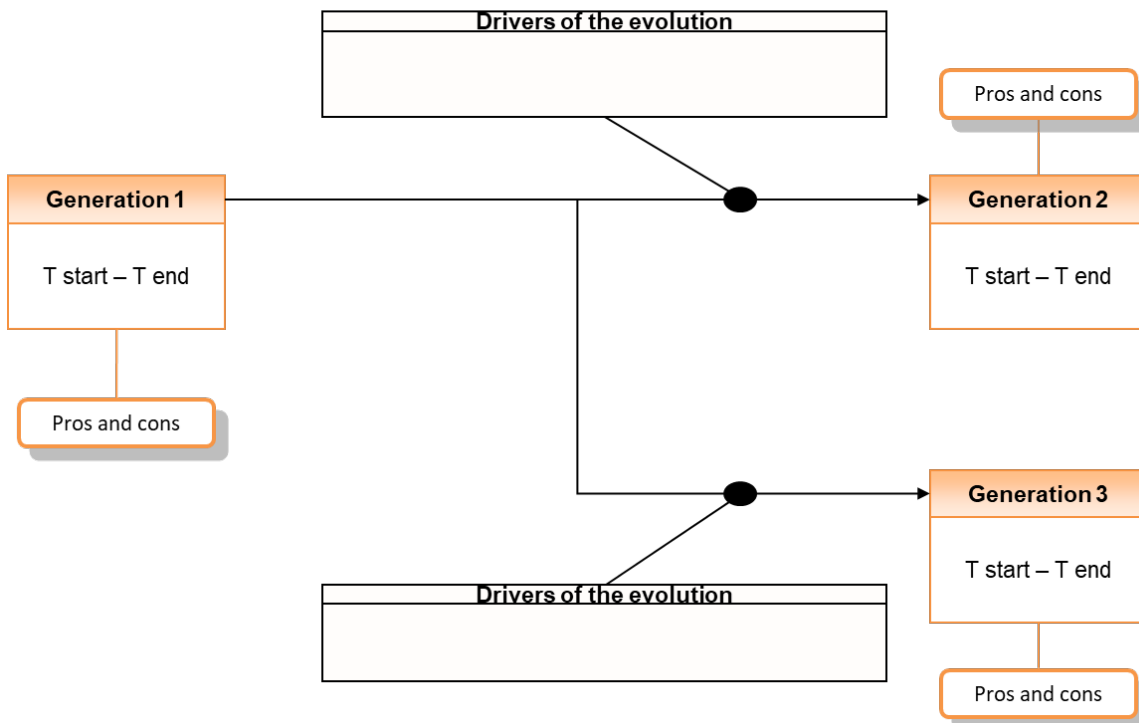 Drivers of the evolution
Pros and cons
Generation 1
Generation 2
T start – T end
T start – T end
Pros and cons
Generation 3
T start – T end
Drivers of the evolution
Pros and cons